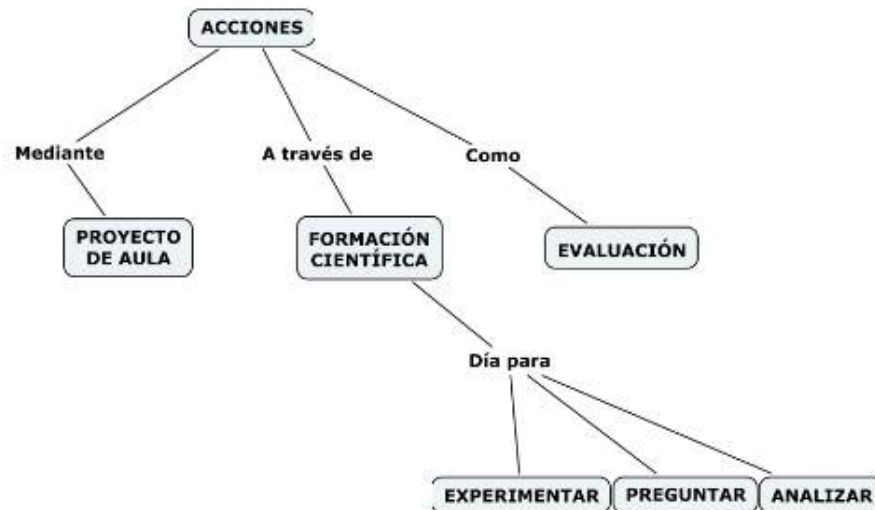 ACCIONES
Mediante
A través de
Como
PROYECTO
DE AULA
FORMACIÓN
CIENTÍFICA
EVALUACIÓN
Día para
EXPERIMENTAR
PREGUNTAR
ANALIZAR